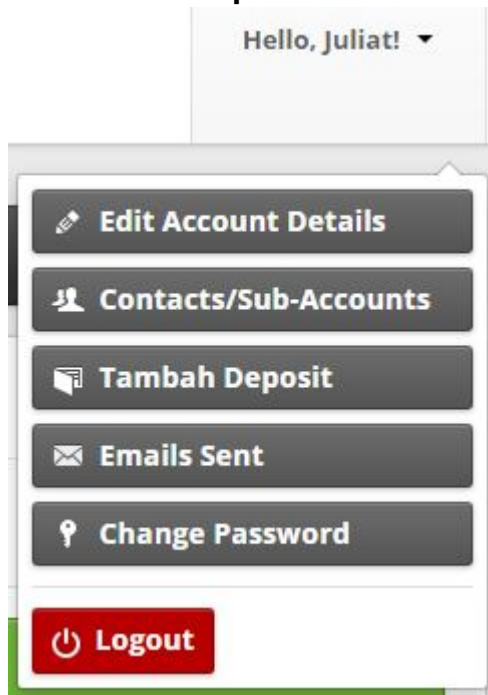 Hello, Juliat!
Edit Account Details
Contacts/Sub-Accounts
Tambah Deposit
Emails Sent
Change Password
Logout